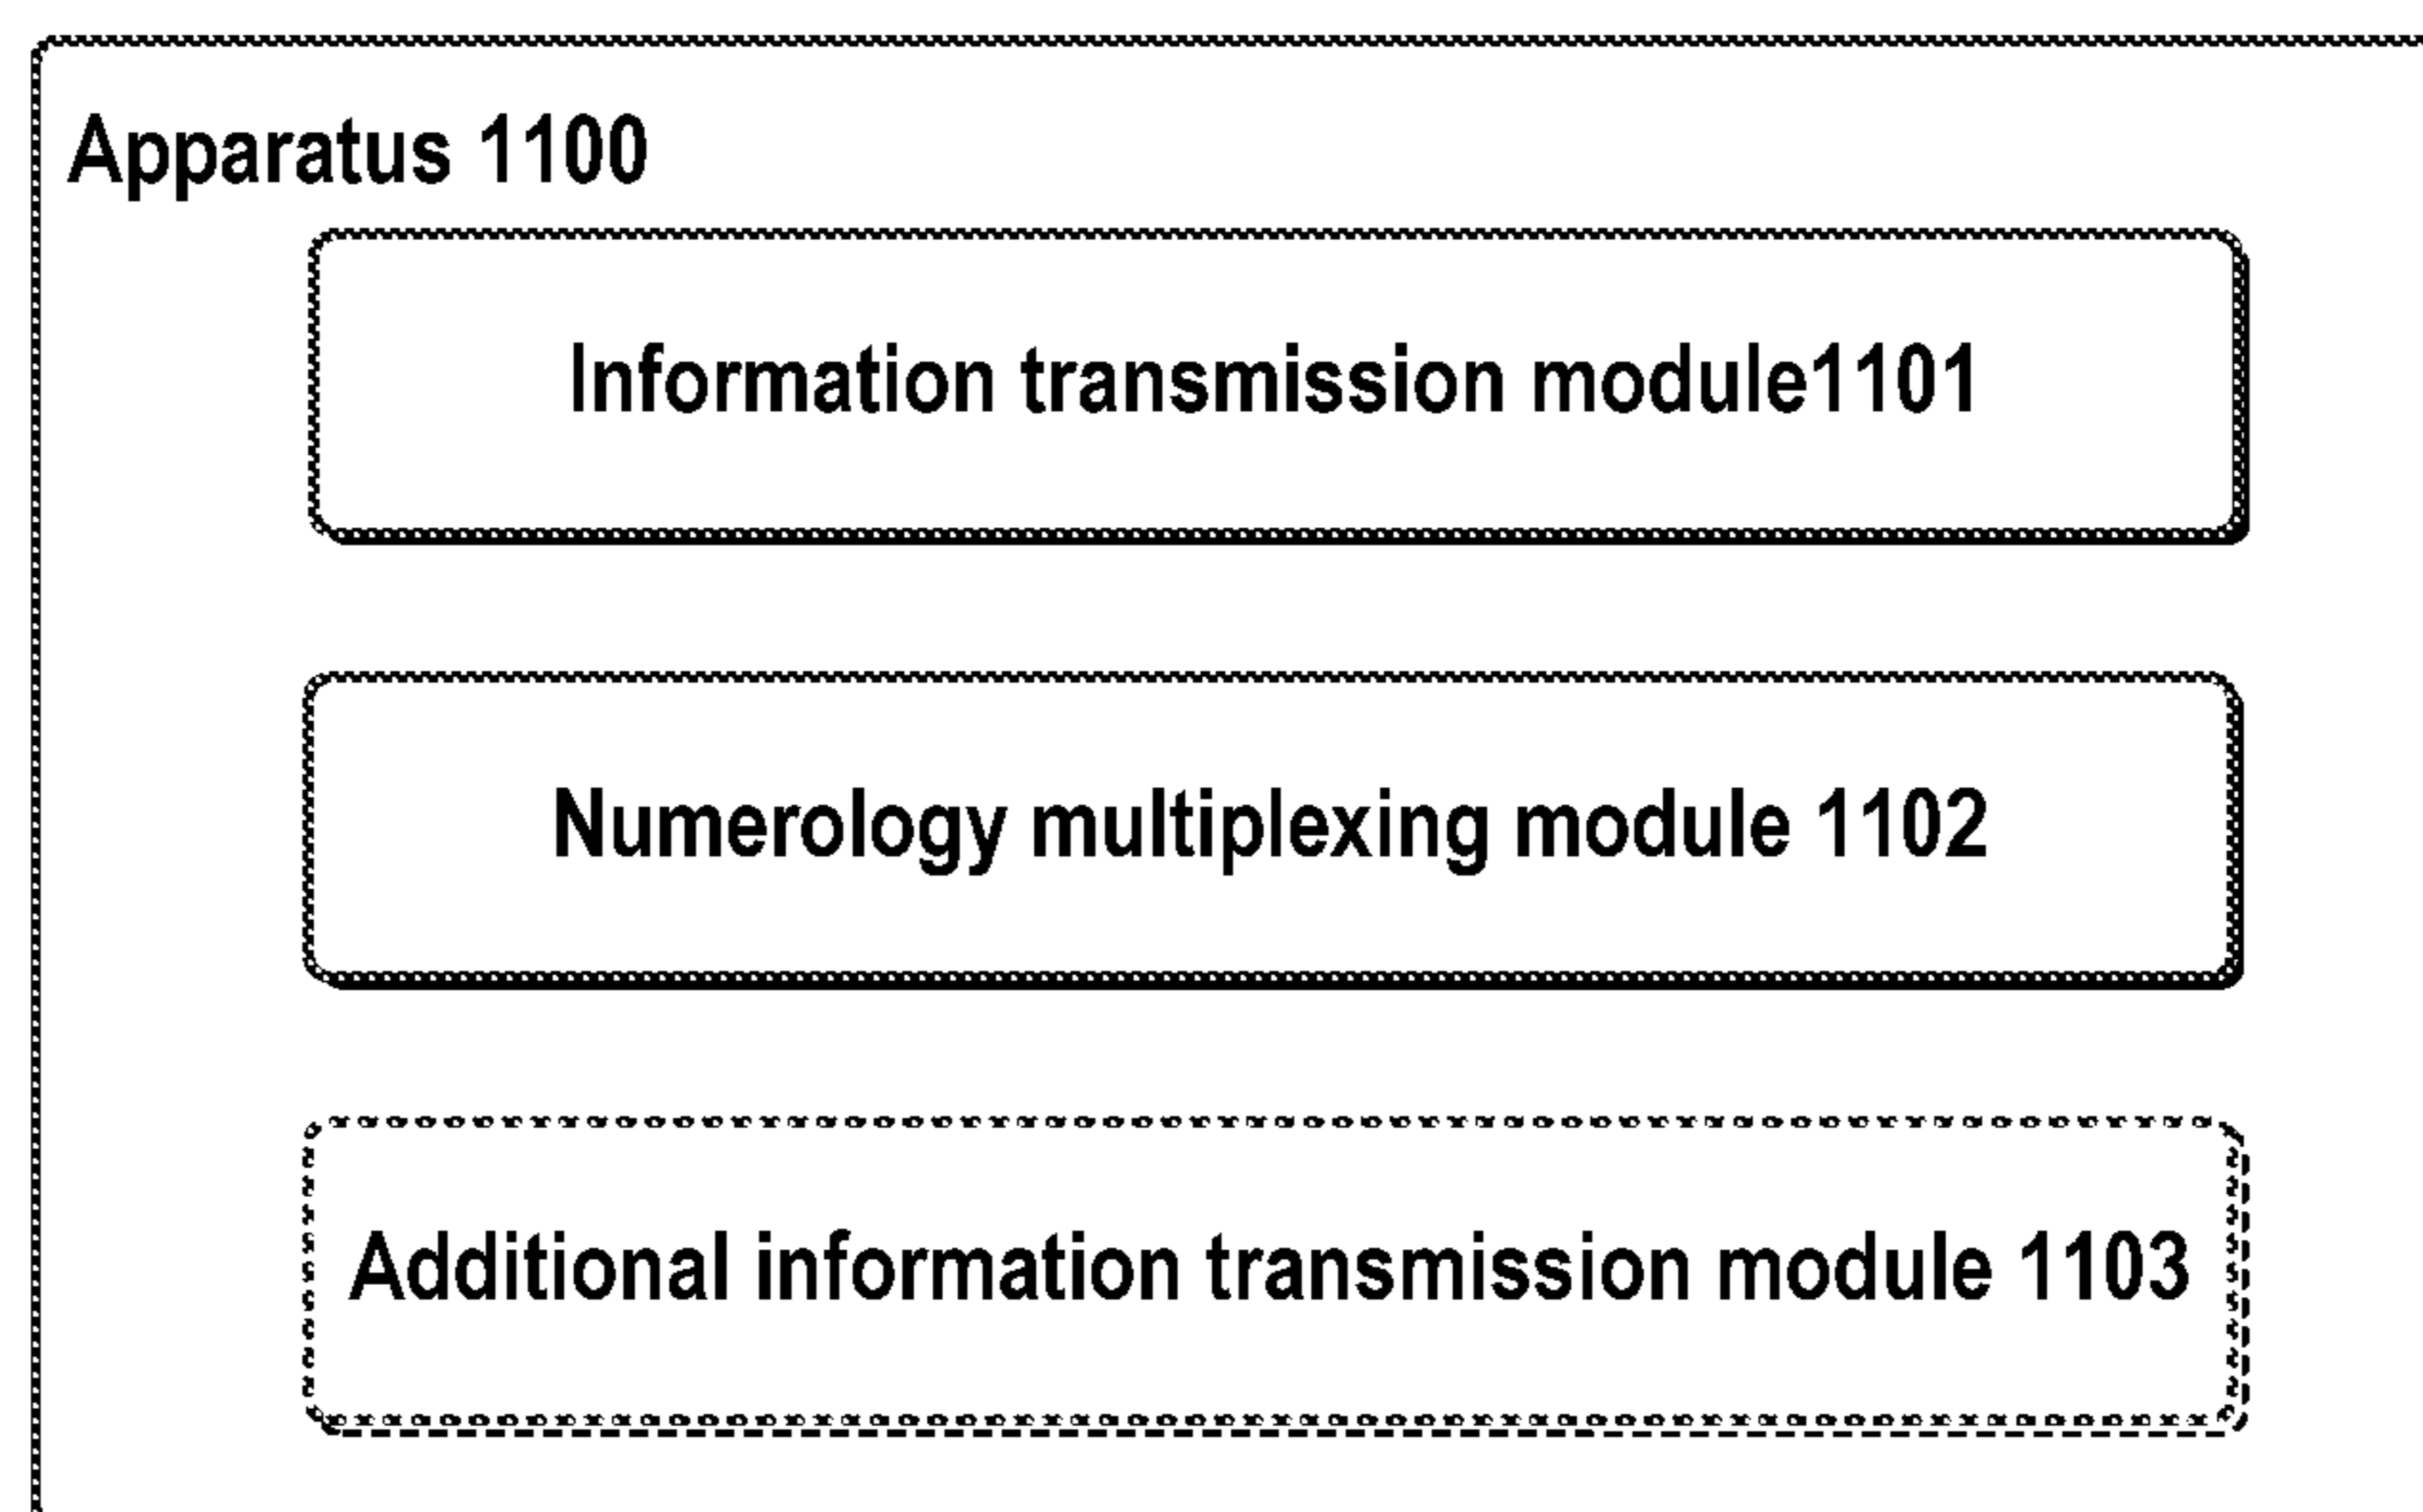 Apparatus 1100
Information transmission module1101
Numerology multiplexing module 1102
Additional information transmission module 1103